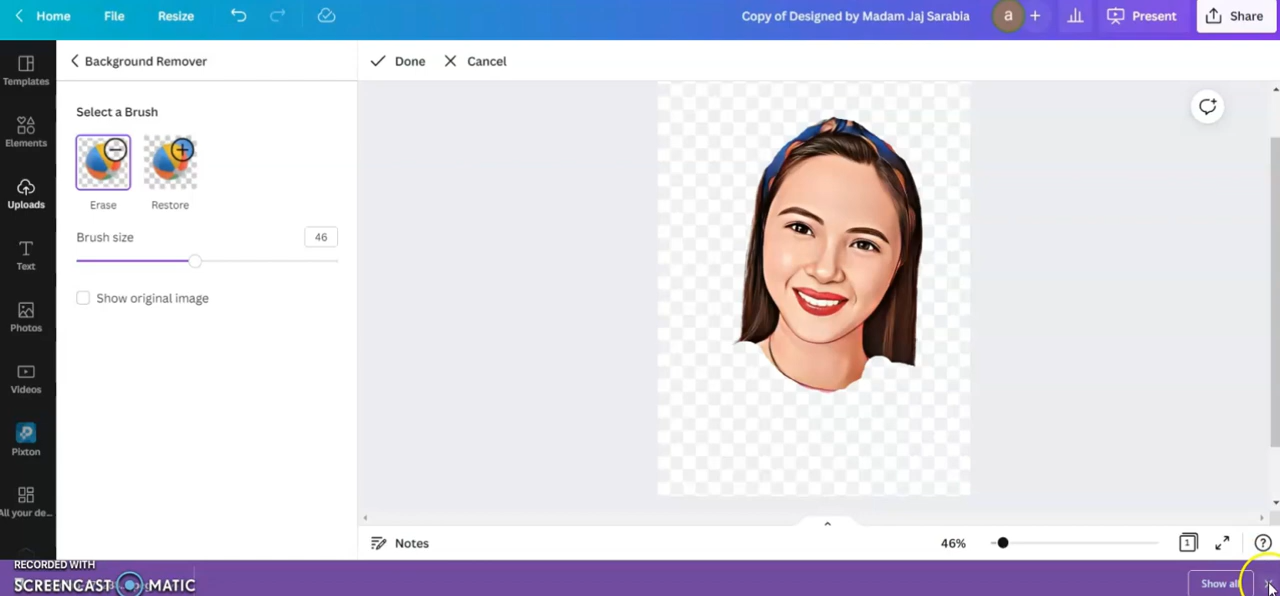 Home File Resize Copy of Designed by Madam Jaj Sarabia a Present Share
Background Remover Done Cancel
Templates
Select a Brush
Elements
Erase Restore
Uploads
Brush size 46
Text
Show original image
Photos
Videos
Pixton
All your de...
Notes 46% 1 ?
RECORDED WITH
SCREENCAST MATIC
Show all